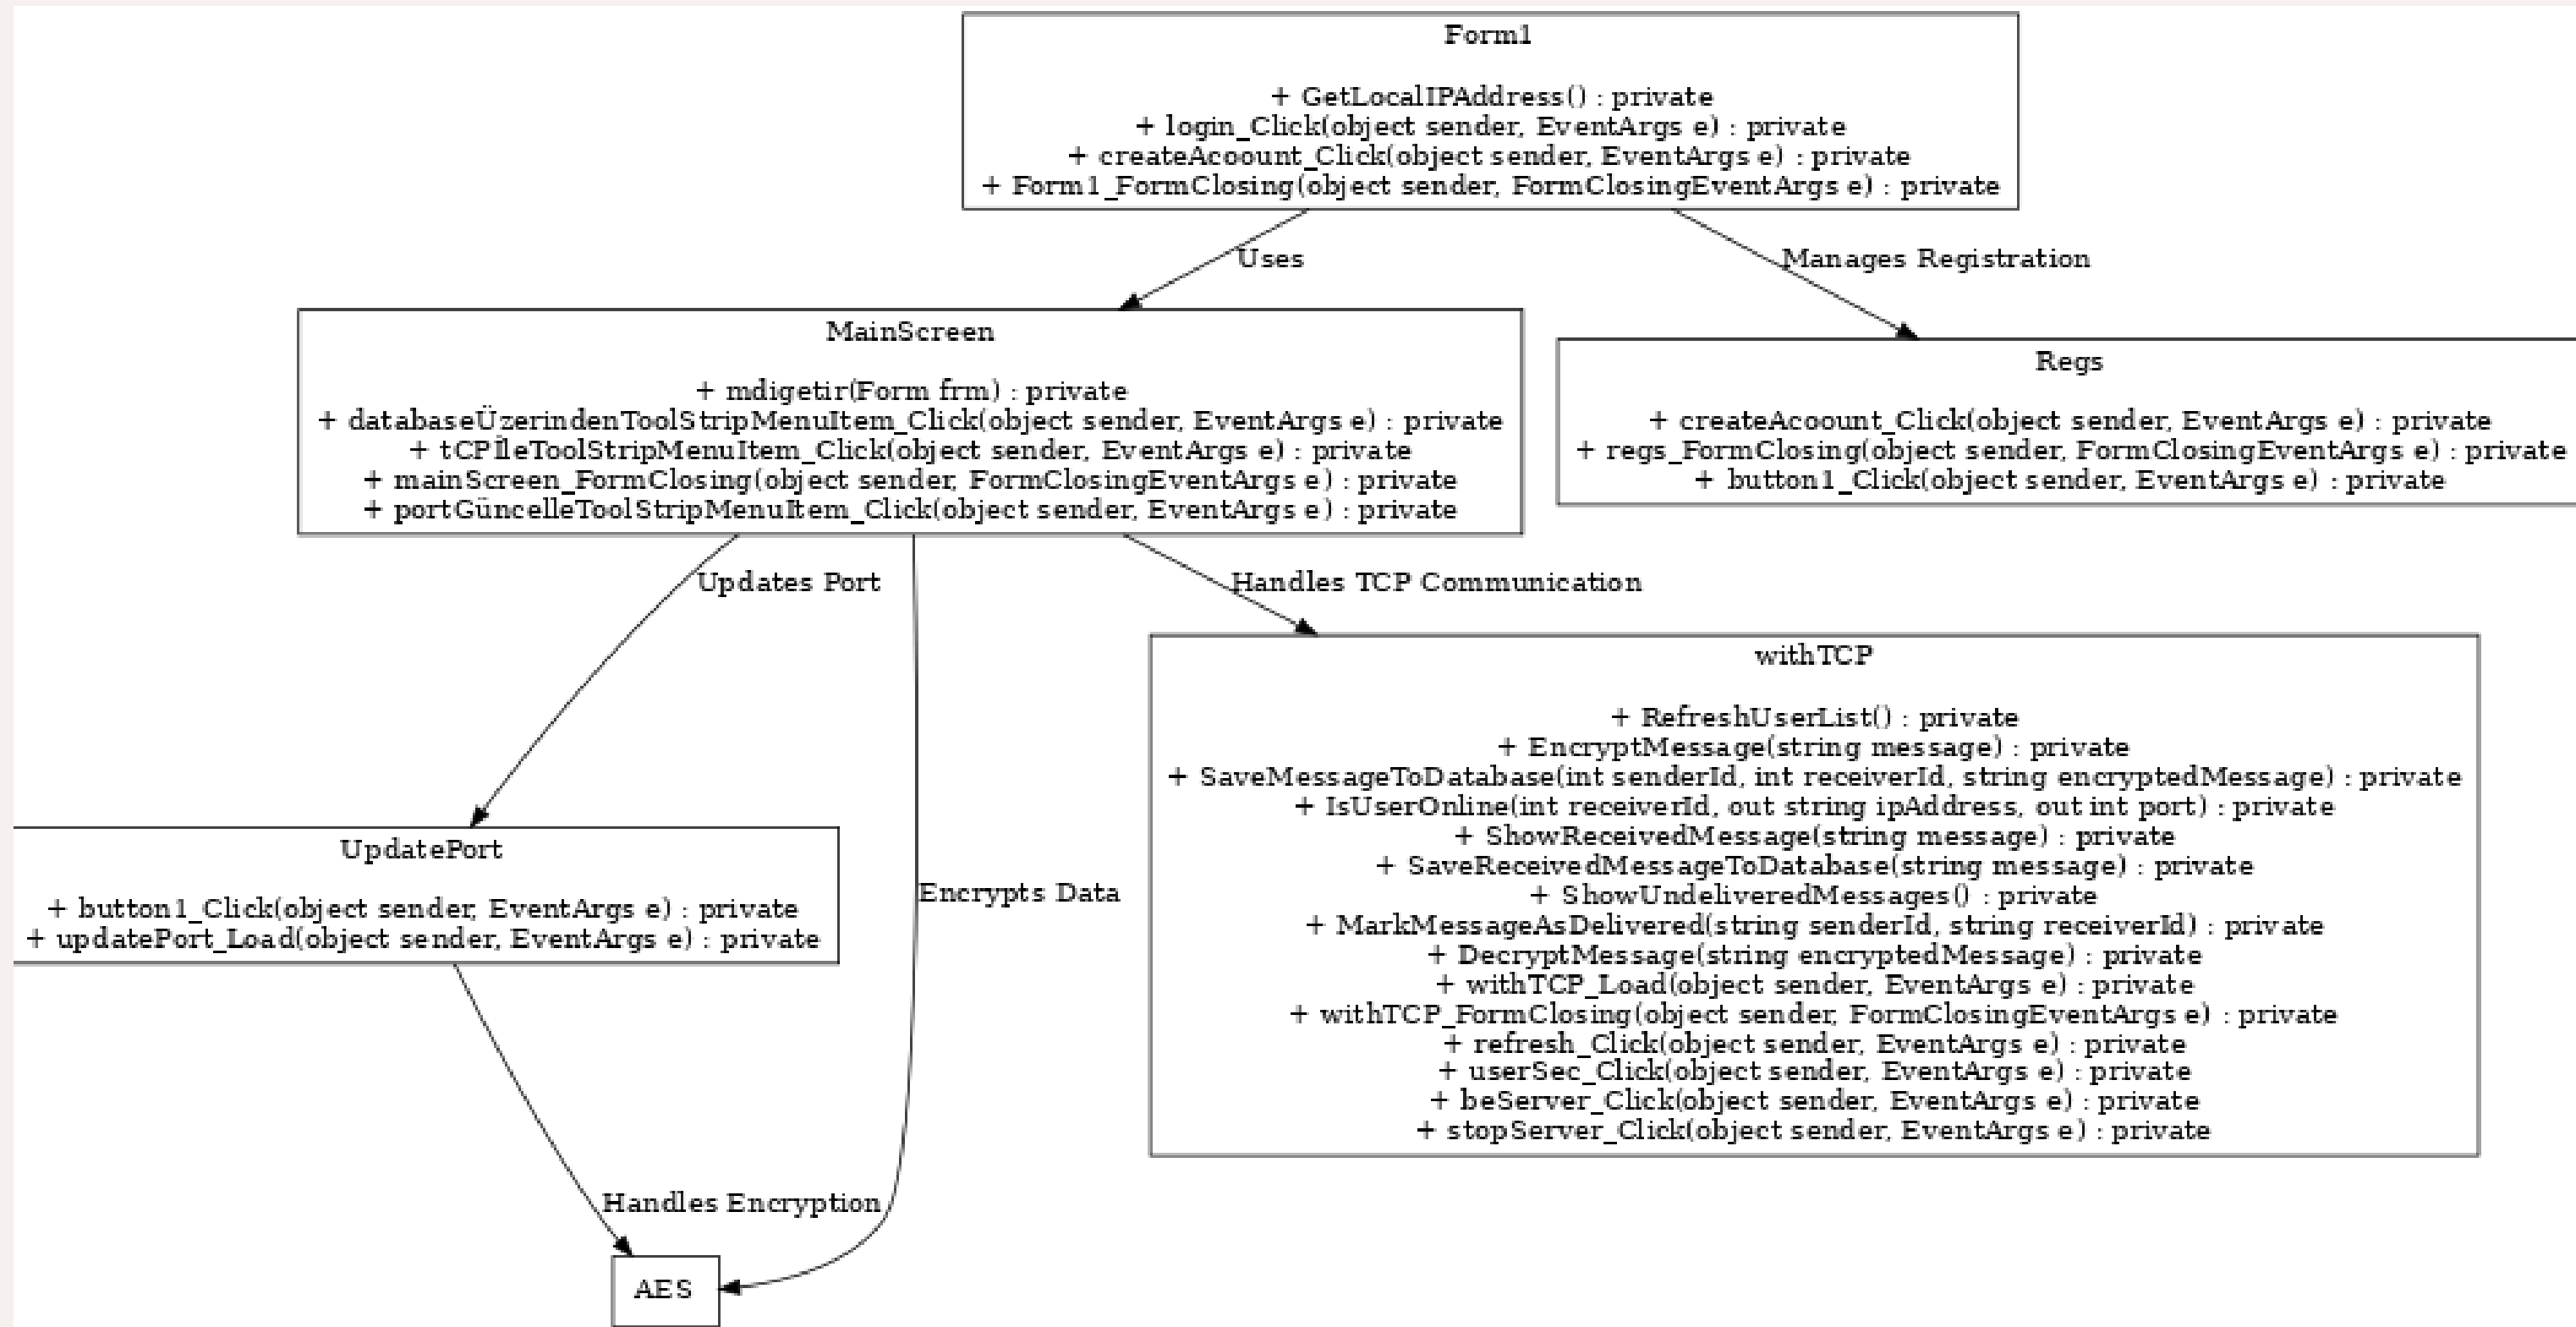 Form1
+ GetLocalIPAddress() : private
+ login_Click(object sender, EventArgs e) : private
+ createAcoount_Click(object sender, EventArgs e) : private
+ Form1_FormClosing(object sender, FormClosingEventArgs e) : private
Uses
Manages Registration
MainScreen
+ mdigetir(Form frm) : private
+ databaseÜzerindenToolStripMenuItem_Click(object sender, EventArgs e) : private
+ tCPİleToolStripMenuItem_Click(object sender, EventArgs e) : private
+ mainScreen_FormClosing(object sender, FormClosingEventArgs e) : private
+ portGüncelleToolStripMenuItem_Click(object sender, EventArgs e) : private
Regs
+ createAcoount_Click(object sender, EventArgs e) : private
+ regs_FormClosing(object sender, FormClosingEventArgs e) : private
+ button1_Click(object sender, EventArgs e) : private
Updates Port
Handles TCP Communication
withTCP
+ RefreshUserList() : private
+ EncryptMessage(string message) : private
+ SaveMessageToDatabase(int senderId, int receiverId, string encryptedMessage) : private
+ IsUserOnline(int receiverId, out string ipAddress, out int port) : private
+ ShowReceivedMessage(string message) : private
+ SaveReceivedMessageToDatabase(string message) : private
+ ShowUndeliveredMessages() : private
+ MarkMessageAsDelivered(string senderId, string receiverId) : private
+ DecryptMessage(string encryptedMessage) : private
+ withTCP_Load(object sender, EventArgs e) : private
+ withTCP_FormClosing(object sender, FormClosingEventArgs e) : private
+ refresh_Click(object sender, EventArgs e) : private
+ userSec_Click(object sender, EventArgs e) : private
+ beServer_Click(object sender, EventArgs e) : private
+ stopServer_Click(object sender, EventArgs e) : private
UpdatePort
+ button1_Click(object sender, EventArgs e) : private
+ updatePort_Load(object sender, EventArgs e) : private
Encrypts Data
Handles Encryption
AES